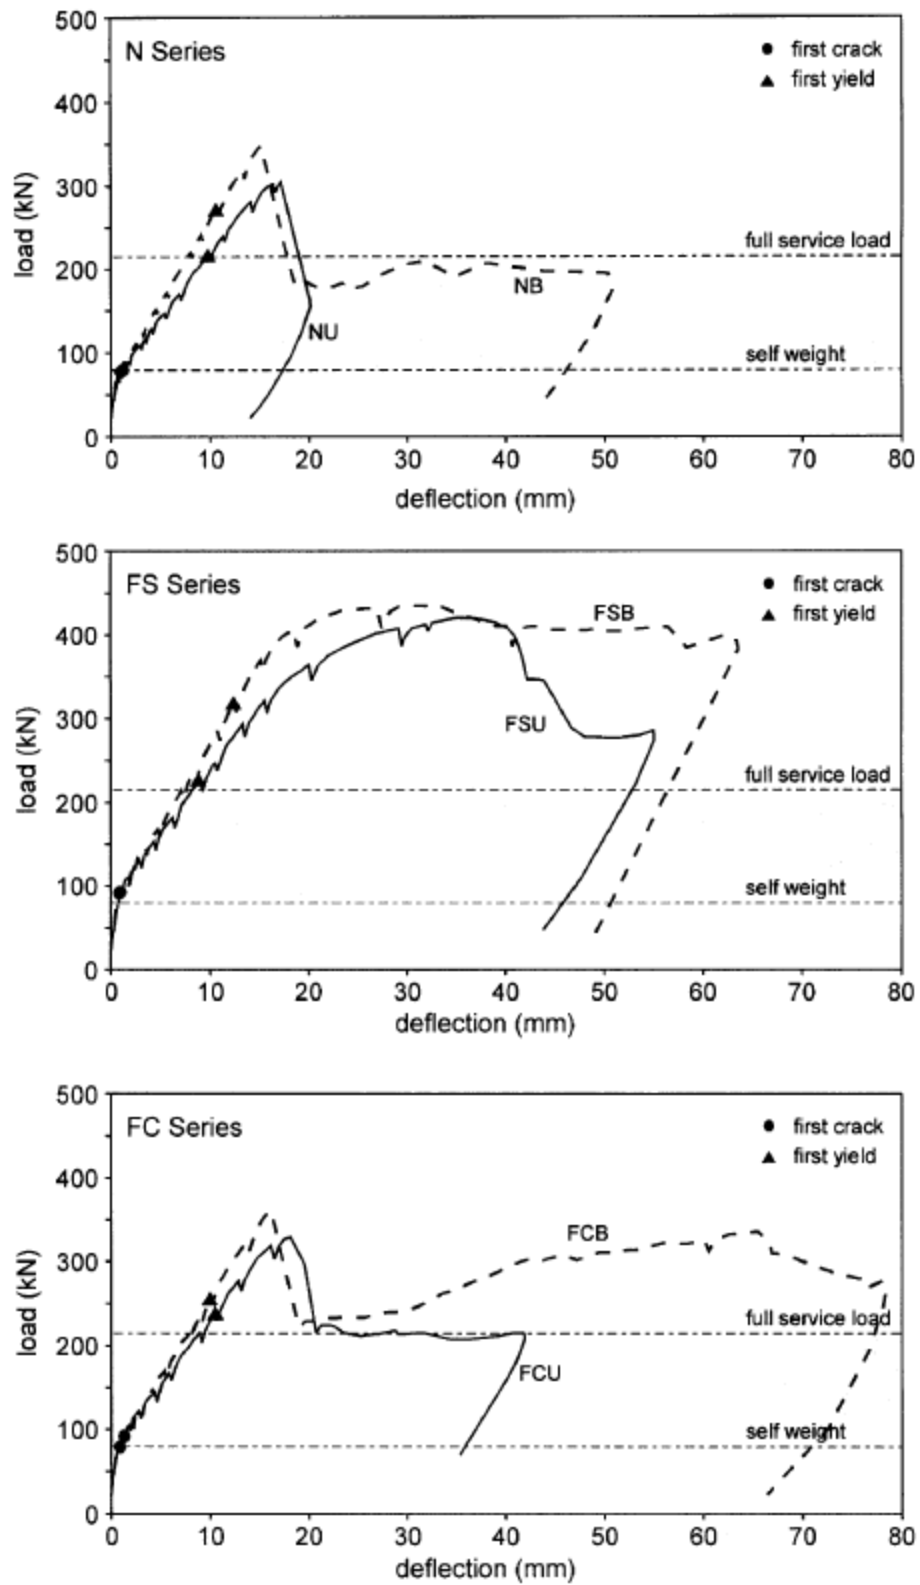 500
N Series
first crack
first yield
400
300
full service load
200
NB
NU
100
self weight
0
0 10 20 30 40 50 60 70 80
load (kN)
deflection (mm)
500
FS Series
first crack
first yield
400
FSB
300
FSU
full service load
200
100
self weight
0
0 10 20 30 40 50 60 70 80
load (kN)
deflection (mm)
500
FC Series
first crack
first yield
400
300
FCB
full service load
200
FCU
100
self weight
0
0 10 20 30 40 50 60 70 80
load (kN)
deflection (mm)